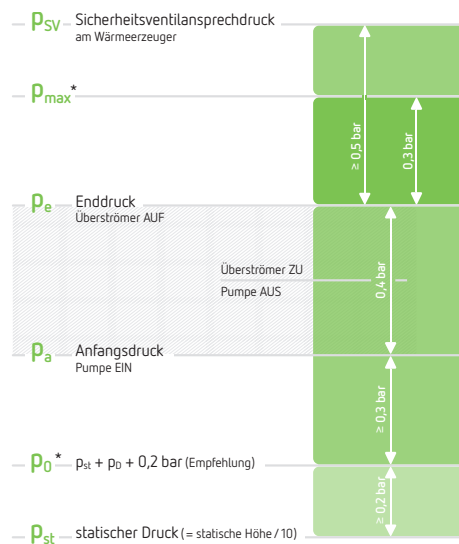 pSV Sicherheitsventilansprechdruck
am Wärmeerzeuger
pmax*
≥ 0,5 bar
0,3 bar
pe Enddruck
Überströmer AUF
Überströmer ZU
Pumpe AUS
0,4 bar
pa Anfangsdruck
Pumpe EIN
≥ 0,3 bar
p0* pst + pD + 0,2 bar (Empfehlung)
≥ 0,2 bar
pst statischer Druck (= statische Höhe / 10)